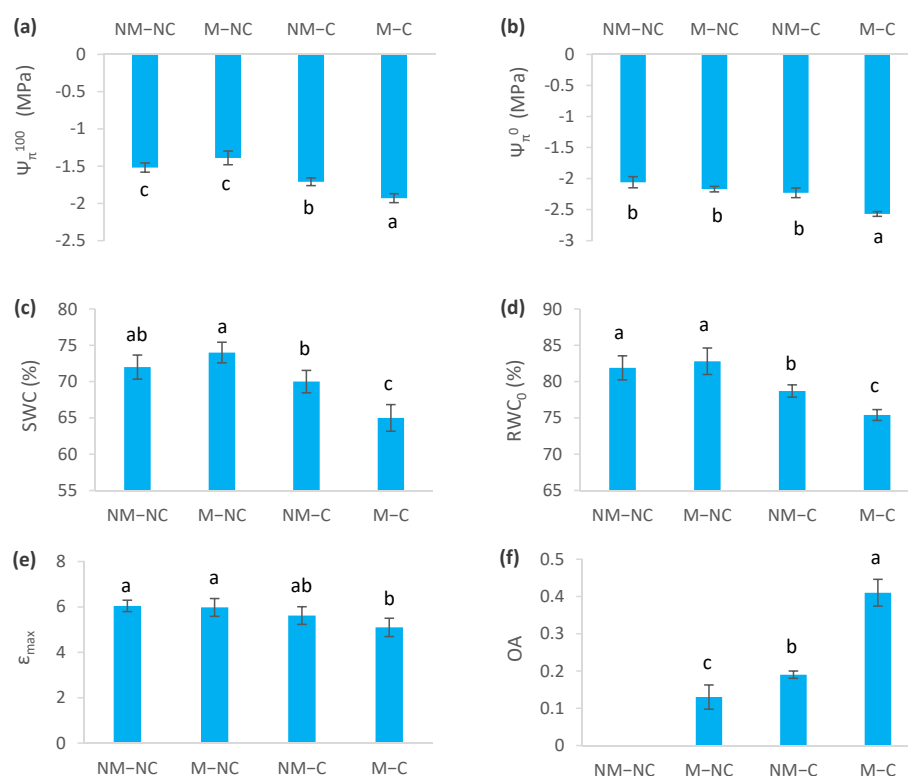 (a)
NM−NC M−NC NM−C M−C
0
-0.5
-1
-1.5
-2
-2.5
Ψπ100 (MPa)
c c b a
(b)
NM−NC M−NC NM−C M−C
0
-0.5
-1
-1.5
-2
-2.5
-3
Ψπ0 (MPa)
b b b a
(c)
80
75
70
65
60
55
SWC (%)
ab a b c
NM−NC M−NC NM−C M−C
(d)
90
85
80
75
70
65
RWC0 (%)
a a b c
NM−NC M−NC NM−C M−C
(e)
8
6
4
2
0
εmax
a a ab b
NM−NC M−NC NM−C M−C
(f)
0.5
0.4
0.3
0.2
0.1
0
OA
c b a
NM−NC M−NC NM−C M−C